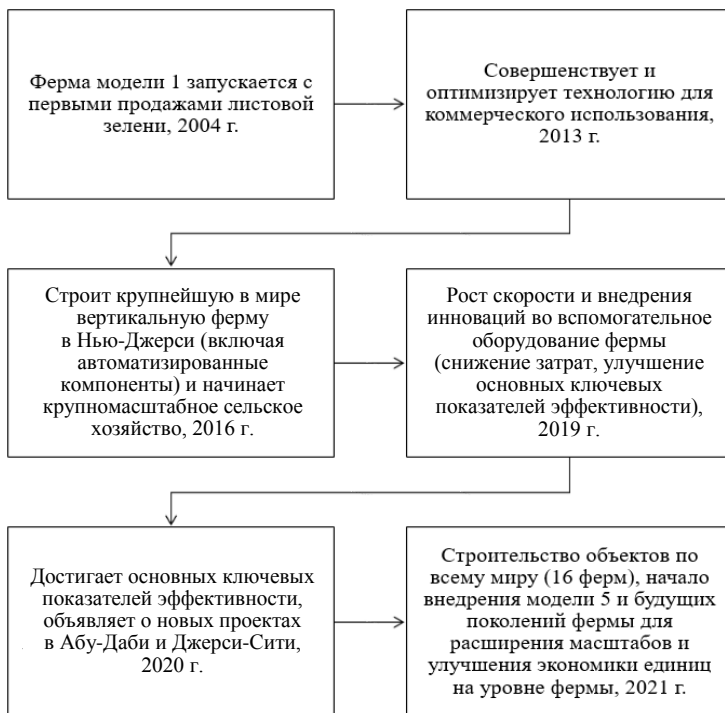 Ферма модели 1 запускается с
первыми продажами листовой
зелени, 2004 г.
Совершенствует и
оптимизирует технологию для
коммерческого использования,
2013 г.
Строит крупнейшую в мире
вертикальную ферму
в Нью-Джерси (включая
автоматизированные
компоненты) и начинает
крупномасштабное сельское
хозяйство, 2016 г.
Рост скорости и внедрения
инноваций во вспомогательное
оборудование фермы
(снижение затрат, улучшение
основных ключевых
показателей эффективности),
2019 г.
Достигает основных ключевых
показателей эффективности,
объявляет о новых проектах
в Абу-Даби и Джерси-Сити,
2020 г.
Строительство объектов по
всему миру (16 ферм), начало
внедрения модели 5 и будущих
поколений фермы для
расширения масштабов и
улучшения экономики единиц
на уровне фермы, 2021 г.